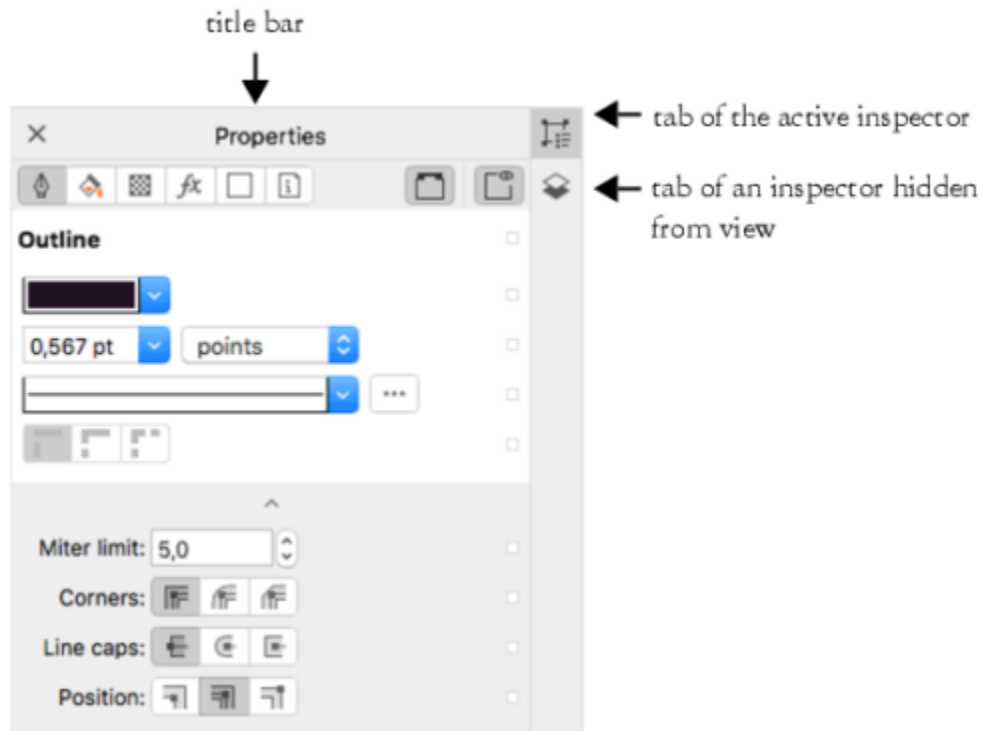 title bar
Properties
tab of the active inspector
fx
tab of an inspector hidden
from view
Outline
0,567 pt points
Miter limit: 5,0
Corners:
Line caps:
Position: